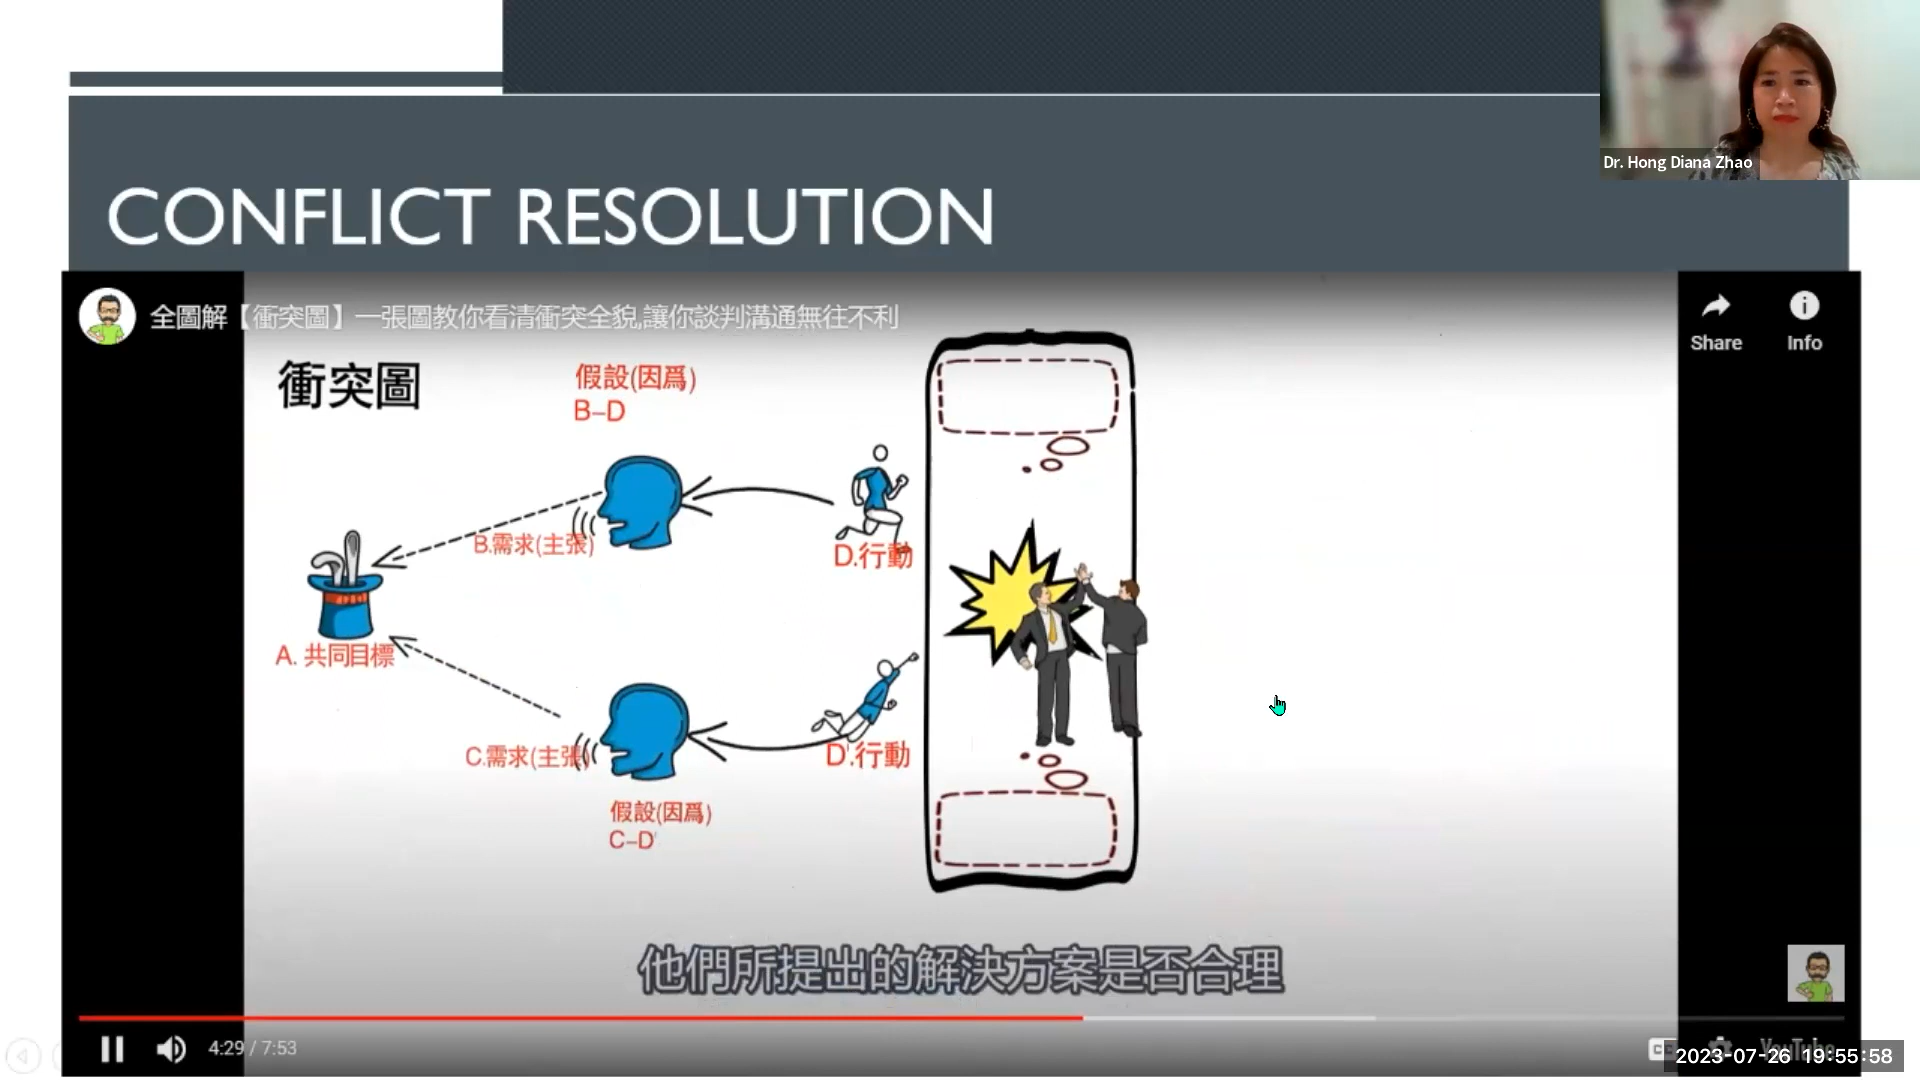 Dr. Hong Diana Zhao
CONFLICT RESOLUTION
全圖解【衝突圖】一張圖教你看清衝突全貌,讓你談判溝通無往不利
Share
Info
衝突圖
假設(因爲)
B-D
B.需求(主張)
D.行動
A. 共同目標
C.需求(主張)
D'.行動
假設(因爲)
C-D'
他們所提出的解決方案是否合理
4:29 / 7:53
CC
YouTube
2023-07-26 19:55:58